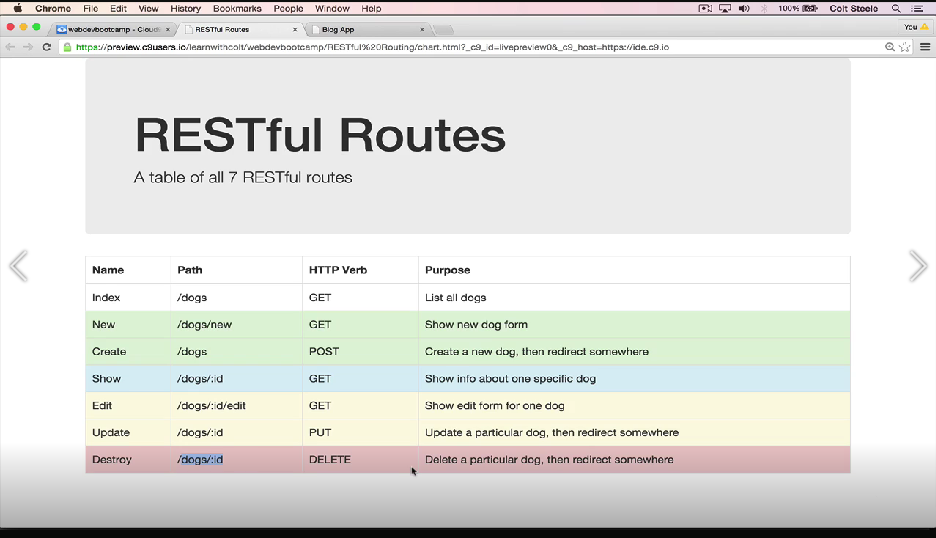 Chrome File Edit View History Bookmarks People Window Help 100% Colt Steele
webdevbootcamp - Cloud RESTful Routes Blog App You
https://preview.c9users.io/learnwithcolt/webdevbootcamp/RESTful%20Routing/chart.html?_c9_id=livepreview0&_c9_host=https://ide.c9.io
RESTful Routes
A table of all 7 RESTful routes
Name Path HTTP Verb Purpose
Index /dogs GET List all dogs
New /dogs/new GET Show new dog form
Create /dogs POST Create a new dog, then redirect somewhere
Show /dogs/:id GET Show info about one specific dog
Edit /dogs/:id/edit GET Show edit form for one dog
Update /dogs/:id PUT Update a particular dog, then redirect somewhere
Destroy /dogs/:id DELETE Delete a particular dog, then redirect somewhere